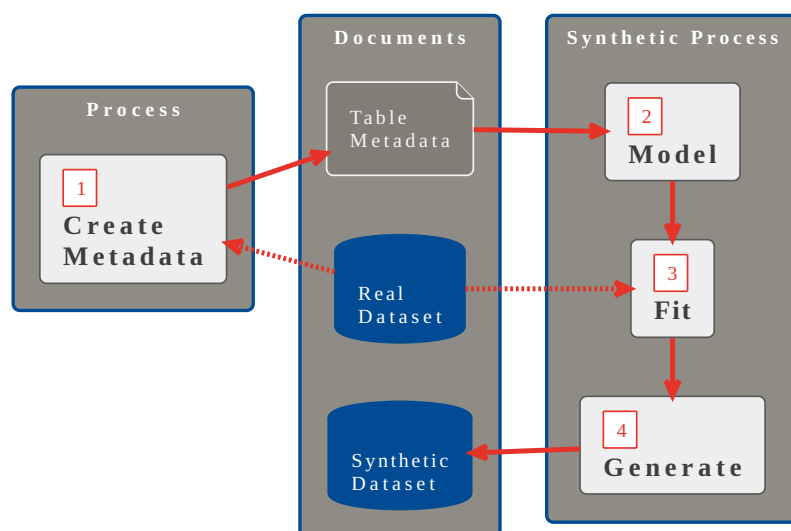 Process
1
Create
Metadata
Documents
Table
Metadata
Real
Dataset
Synthetic
Dataset
Synthetic Process
2
Model
3
Fit
4
Generate